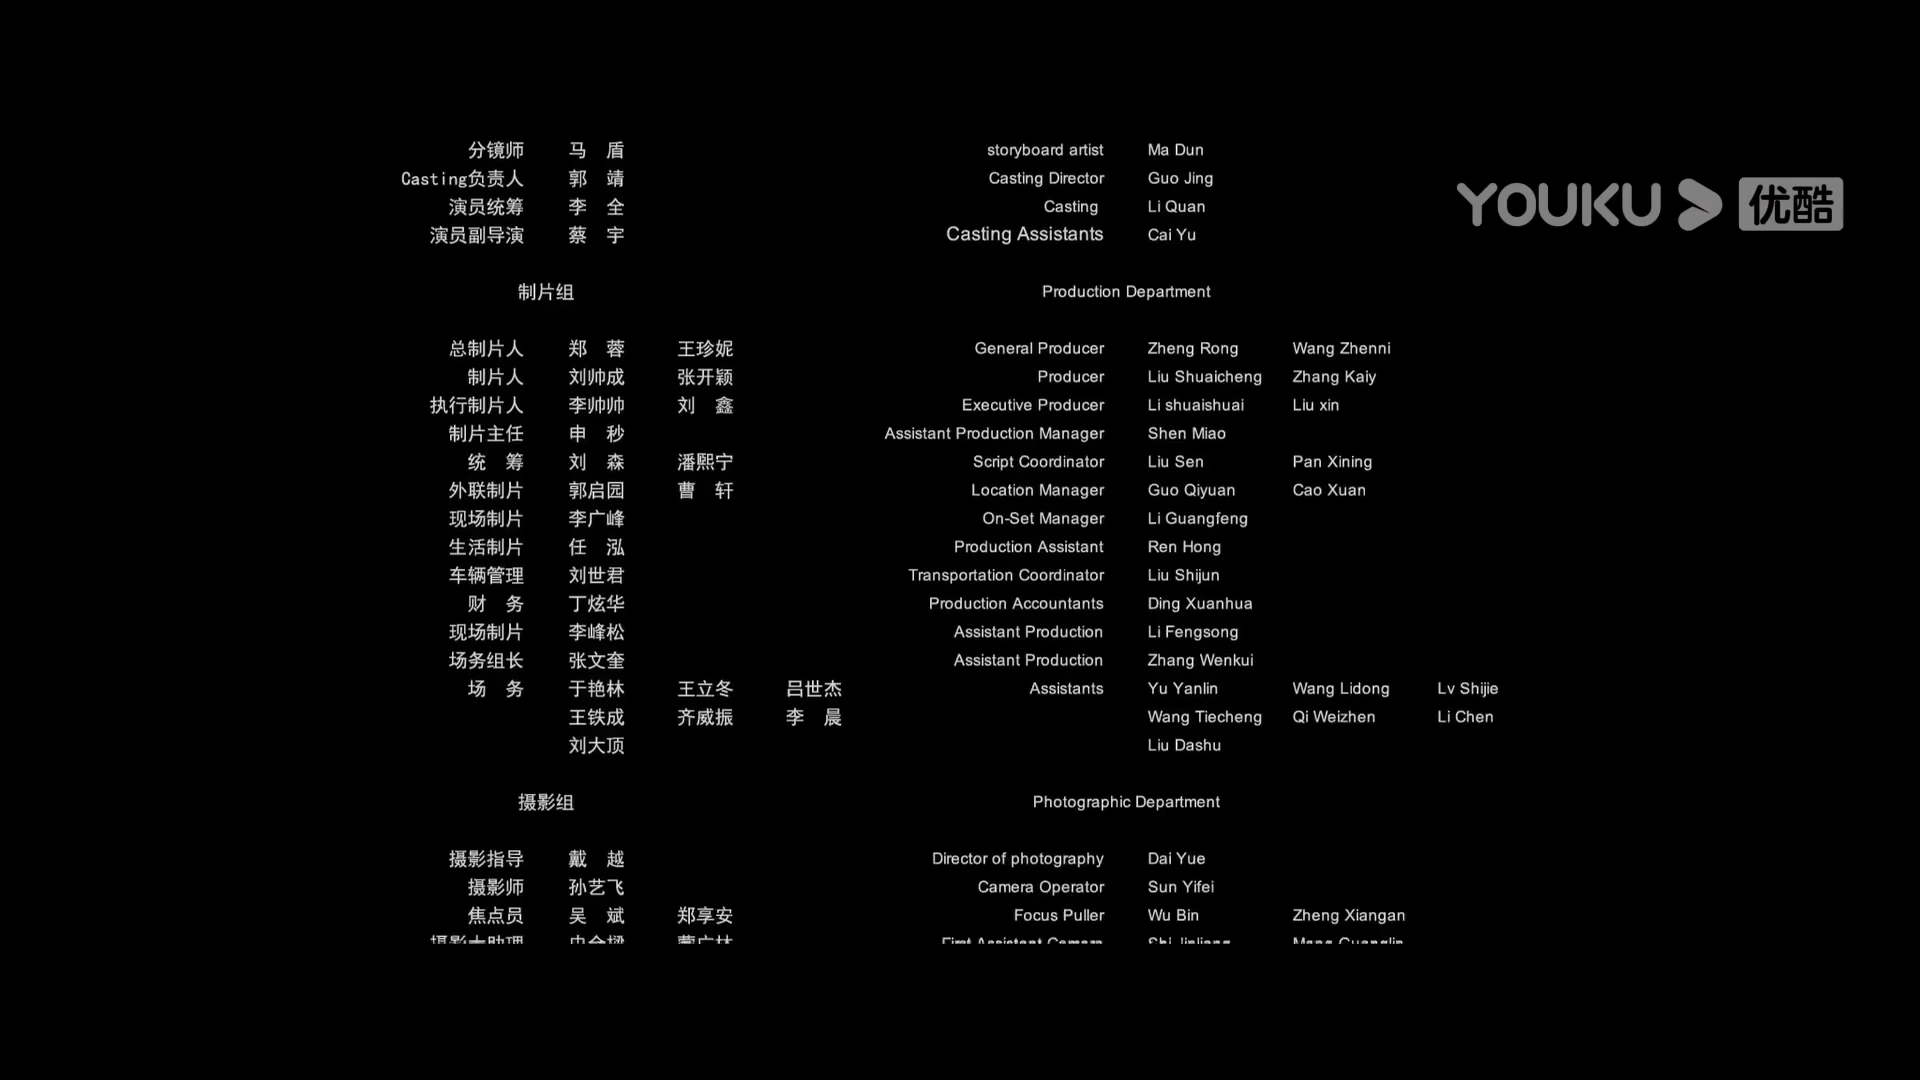 分镜师 马 盾 storyboard artist Ma Dun
Casting负责人 郭 靖 Casting Director Guo Jing
演员统筹 李 全 Casting Li Quan
演员副导演 蔡 宇 Casting Assistants Cai Yu
YOUKU 优酷
制片组 Production Department
总制片人 郑 蓉 王珍妮 General Producer Zheng Rong Wang Zhenni
制片人 刘帅成 张开颖 Producer Liu Shuaicheng Zhang Kaiy
执行制片人 李帅帅 刘 鑫 Executive Producer Li shuaishuai Liu xin
制片主任 申 秒 Assistant Production Manager Shen Miao
统 筹 刘 森 潘熙宁 Script Coordinator Liu Sen Pan Xining
外联制片 郭启园 曹 轩 Location Manager Guo Qiyuan Cao Xuan
现场制片 李广峰 On-Set Manager Li Guangfeng
生活制片 任 泓 Production Assistant Ren Hong
车辆管理 刘世君 Transportation Coordinator Liu Shijun
财 务 丁炫华 Production Accountants Ding Xuanhua
现场制片 李峰松 Assistant Production Li Fengsong
场务组长 张文奎 Assistant Production Zhang Wenkui
场 务 于艳林 王立冬 吕世杰 Assistants Yu Yanlin Wang Lidong Lv Shijie
王铁成 齐威振 李 晨 Wang Tiecheng Qi Weizhen Li Chen
刘大顶 Liu Dashu
摄影组 Photographic Department
摄影指导 戴 越 Director of photography Dai Yue
摄影师 孙艺飞 Camera Operator Sun Yifei
焦点员 吴 斌 郑享安 Focus Puller Wu Bin Zheng Xiangan
摄影大助理 First Assistant Camera